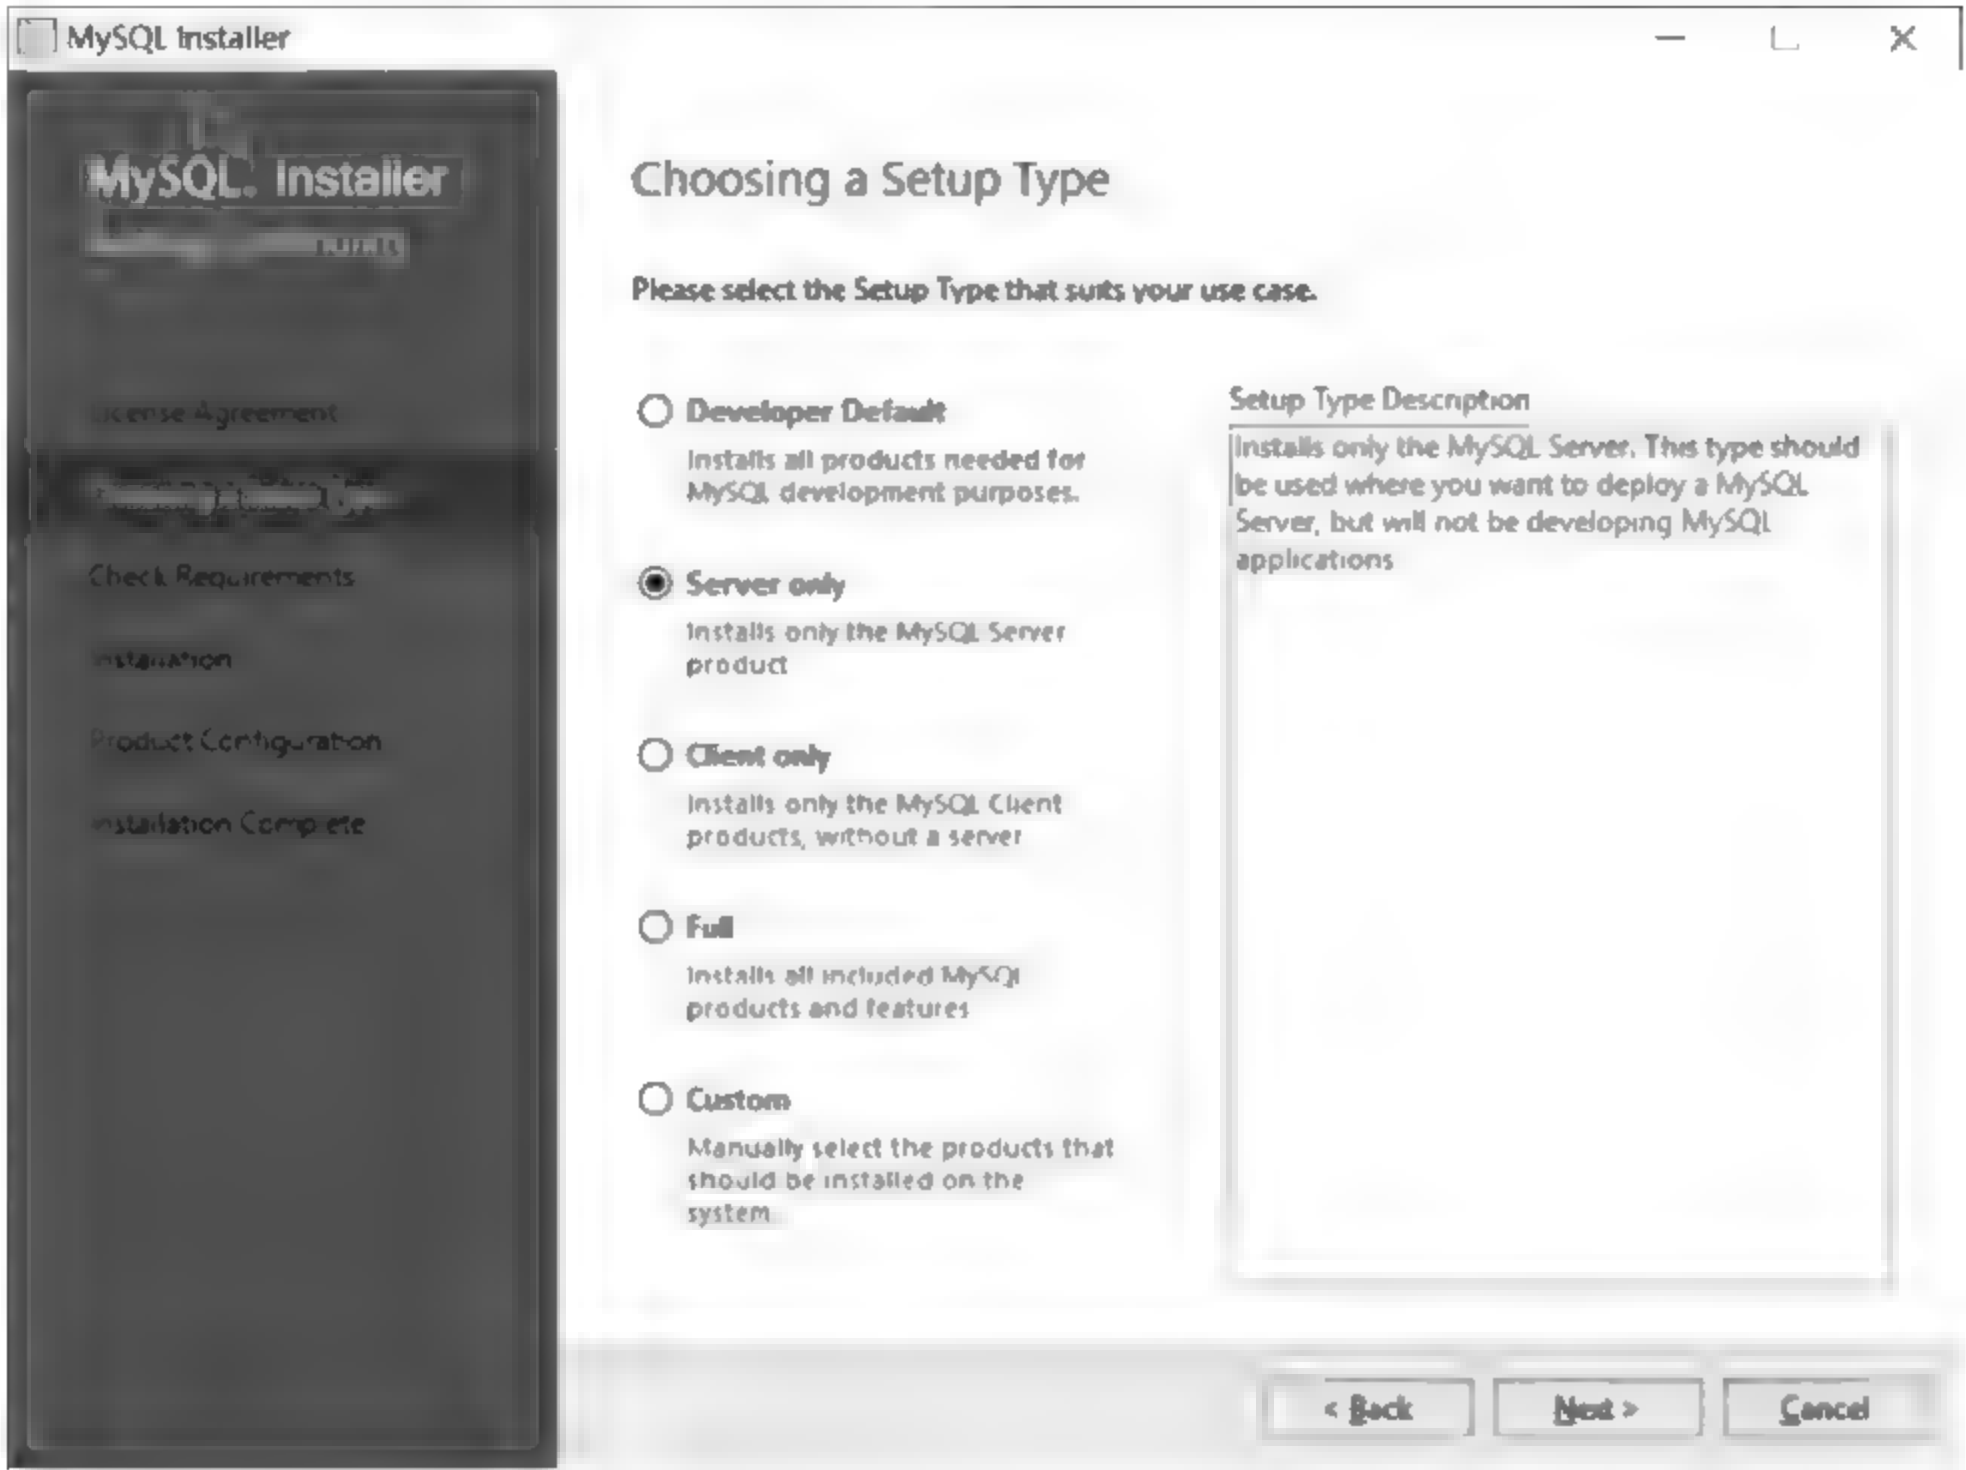 MySQL Installer
MySQL. Installer
License Agreement
Check Requirements
Installation
Product Configuration
Installation Complete
Choosing a Setup Type
Please select the Setup Type that suits your use case.
Developer Default
Installs all products needed for
MySQL development purposes.
Server only
Installs only the MySQL Server
product
Client only
Installs only the MySQL Client
products, without a server
Full
Installs all included MySQL
products and features
Custom
Manually select the products that
should be installed on the
system
Setup Type Description
Installs only the MySQL Server. This type should
be used where you want to deploy a MySQL
Server, but will not be developing MySQL
applications
< Back
Next >
Cancel